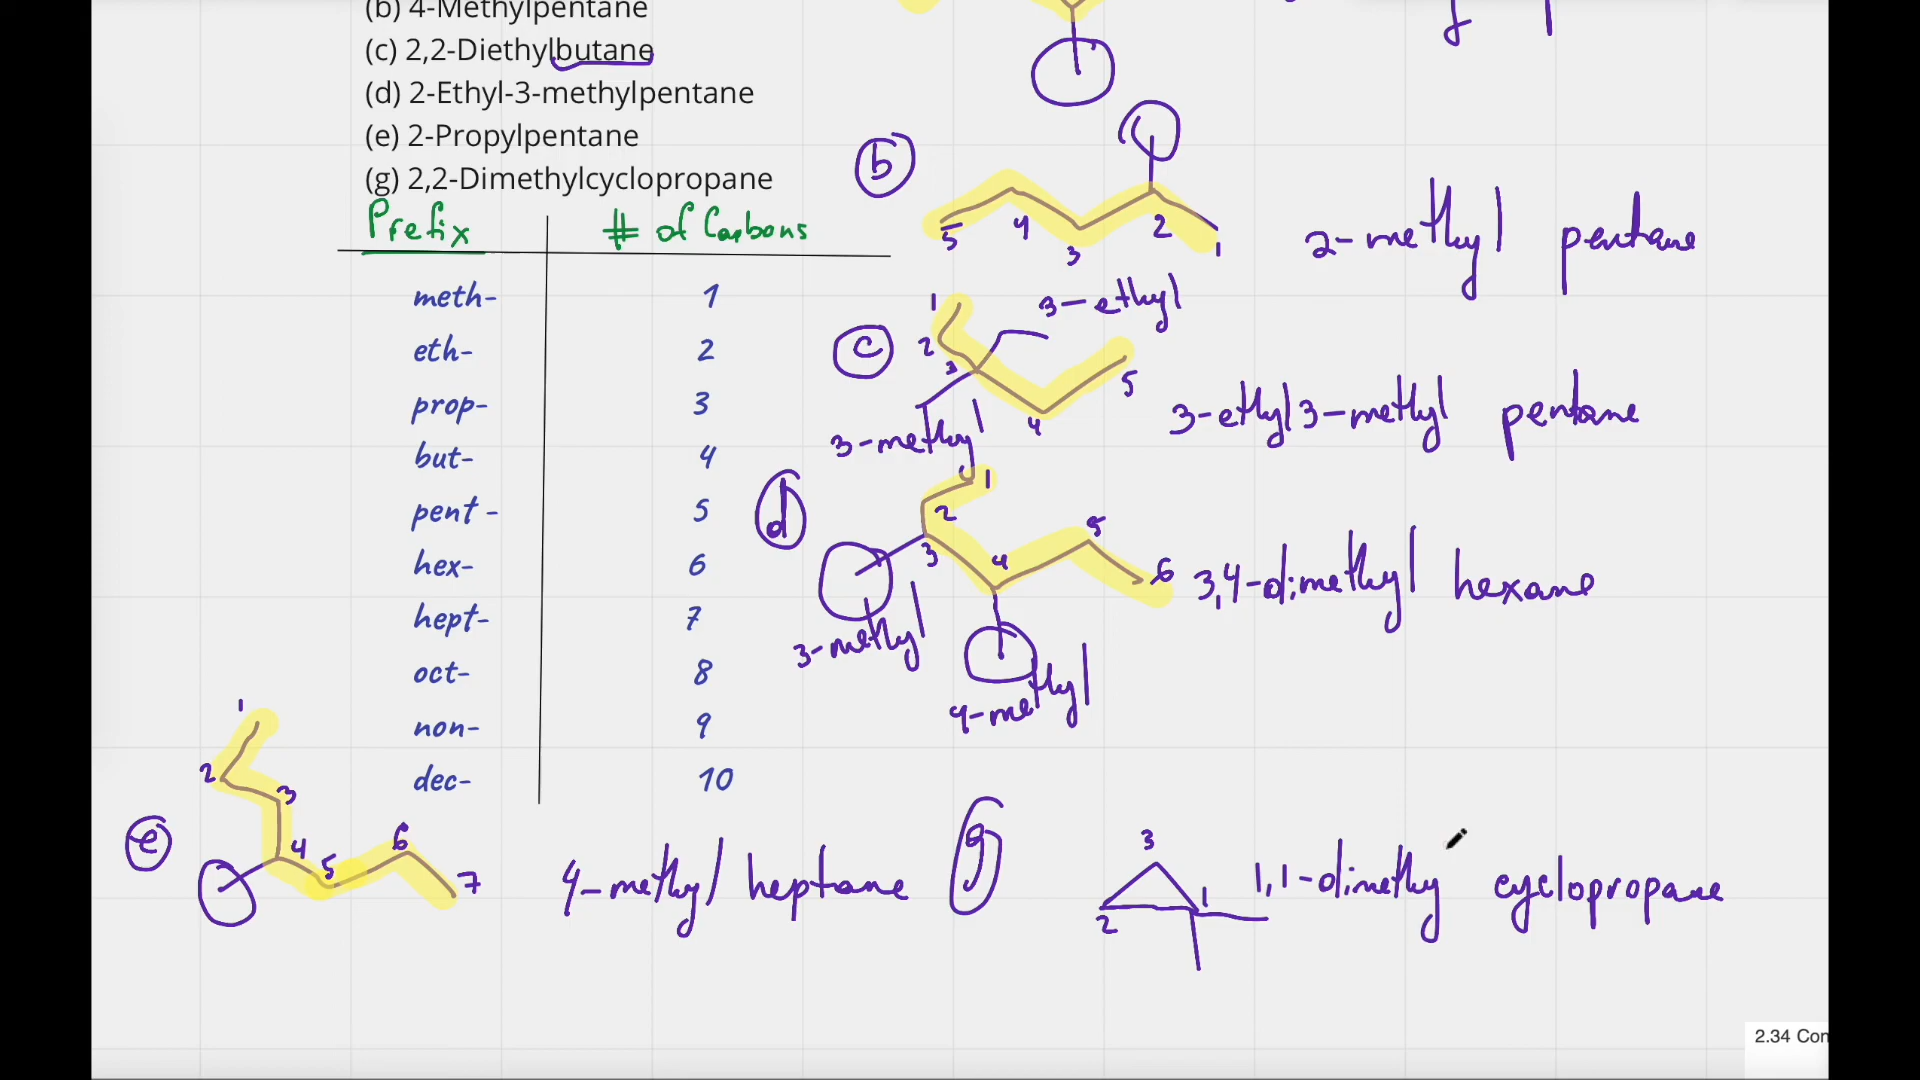 (b) 4-Methylpentane
(c) 2,2-Diethylbutane
(d) 2-Ethyl-3-methylpentane
(e) 2-Propylpentane
(g) 2,2-Dimethylcyclopropane
Prefix # of Carbons
meth- 1
eth- 2
prop- 3
but- 4
pent- 5
hex- 6
hept- 7
oct- 8
non- 9
dec- 10
b
5 4 3 2 1
2-methyl pentane
c
1 2 3 4 5
3-ethyl
3-methyl
3-ethyl 3-methyl pentane
d
1 2 3 4 5 6
3-methyl
4-methyl
3,4-dimethyl hexane
e
1 2 3 4 5 6 7
4-methyl heptane
g
3 2 1
1,1-dimethy cyclopropane
2.34 Con